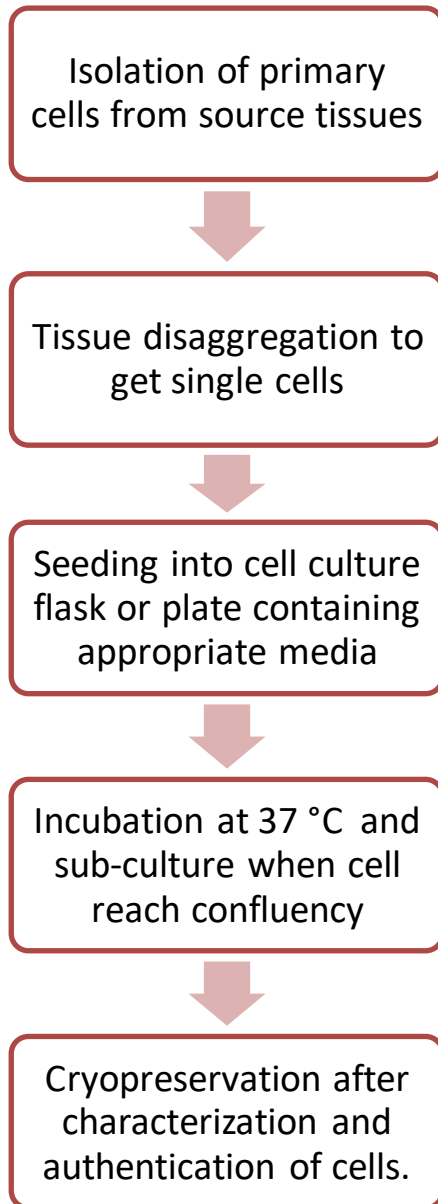 Isolation of primary
cells from source tissues
Tissue disaggregation to
get single cells
Seeding into cell culture
flask or plate containing
appropriate media
Incubation at 37 °C and
sub-culture when cell
reach confluency
Cryopreservation after
characterization and
authentication of cells.